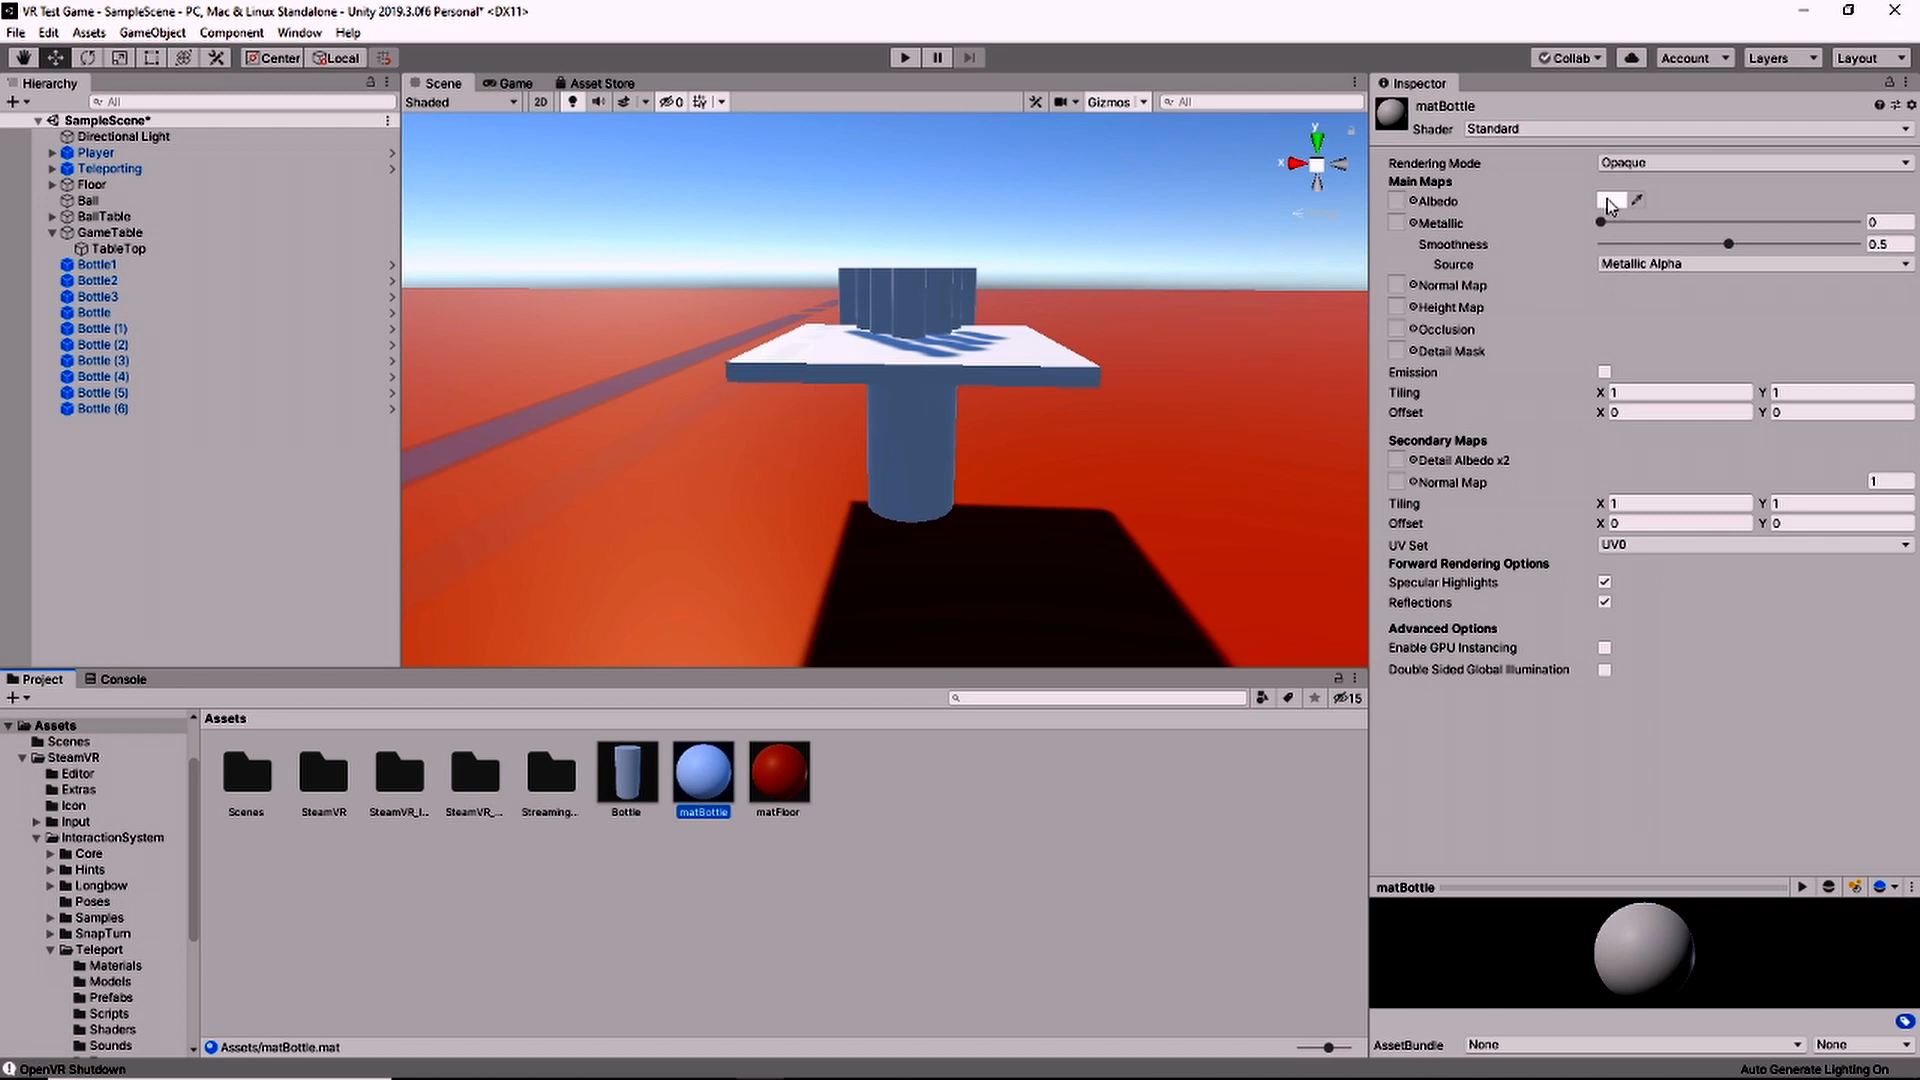 VR Test Game - SampleScene - PC, Mac & Linux Standalone - Unity 2019.3.0f6 Personal* <DX11>
File Edit Assets GameObject Component Window Help
Center Local Collab Account Layers Layout
Hierarchy
All
SampleScene*
Directional Light
Player
Teleporting
Floor
Ball
BallTable
GameTable
TableTop
Bottle1
Bottle2
Bottle3
Bottle
Bottle (1)
Bottle (2)
Bottle (3)
Bottle (4)
Bottle (5)
Bottle (6)
Scene Game Asset Store
Shaded 2D 0 Gizmos All
y
x
Inspector
matBottle
Shader Standard
Rendering Mode Opaque
Main Maps
Albedo
Metallic 0
Smoothness 0.5
Source Metallic Alpha
Normal Map
Height Map
Occlusion
Detail Mask
Emission
Tiling X 1 Y 1
Offset X 0 Y 0
Secondary Maps
Detail Albedo x2
Normal Map 1
Tiling X 1 Y 1
Offset X 0 Y 0
UV Set UV0
Forward Rendering Options
Specular Highlights
Reflections
Advanced Options
Enable GPU Instancing
Double Sided Global Illumination
matBottle
AssetBundle None None
Project Console
15
Assets
Scenes
SteamVR
Editor
Extras
Icon
Input
InteractionSystem
Core
Hints
Longbow
Poses
Samples
SnapTurn
Teleport
Materials
Models
Prefabs
Scripts
Shaders
Sounds
Assets
Scenes SteamVR SteamVR_I... SteamVR_... Streaming... Bottle matBottle matFloor
Assets/matBottle.mat
OpenVR Shutdown
Auto Generate Lighting On